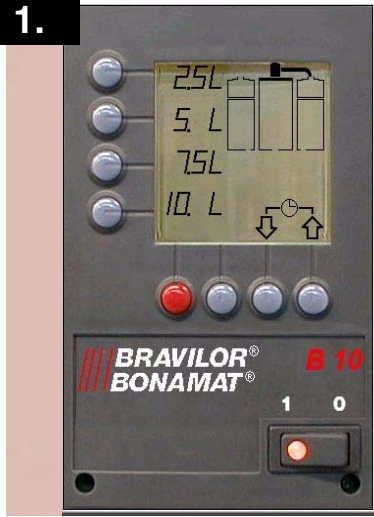 1.
2.5L
5. L
7.5L
10. L
BRAVILOR®
BONAMAT®
B 10
1 0